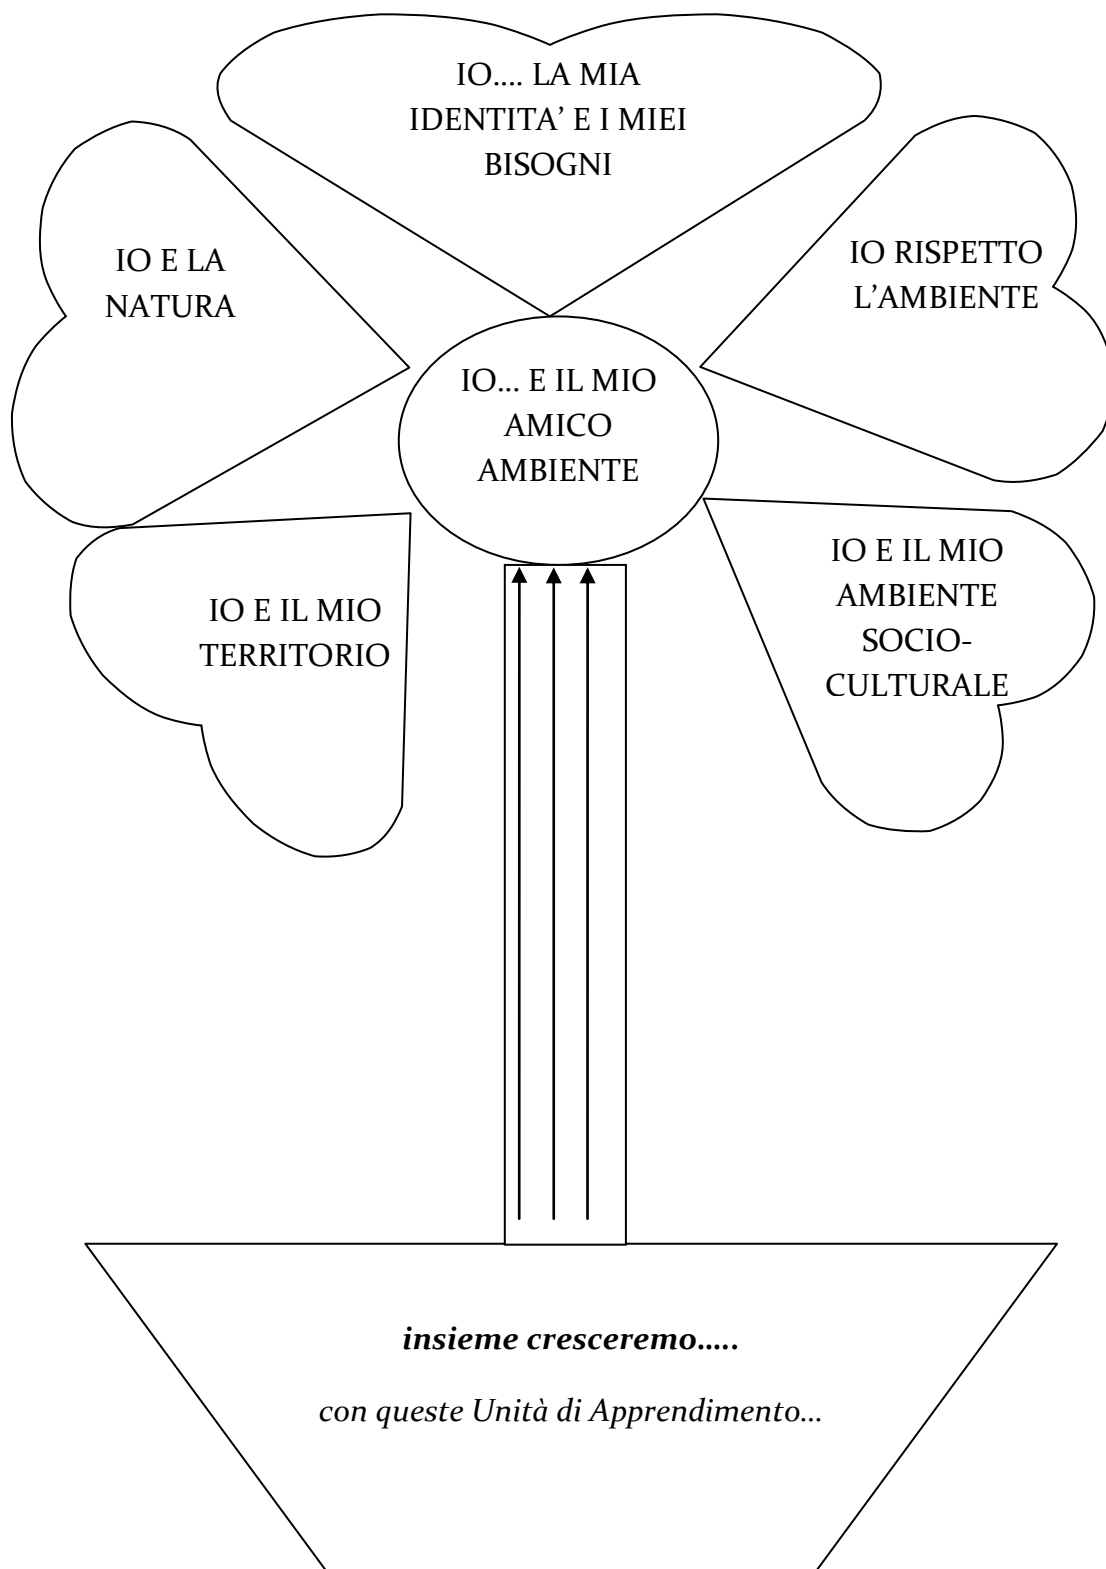 IO.... LA MIA
IDENTITA’ E I MIEI
BISOGNI
IO E LA
NATURA
IO RISPETTO
L’AMBIENTE
IO... E IL MIO
AMICO
AMBIENTE
IO E IL MIO
TERRITORIO
IO E IL MIO
AMBIENTE
SOCIO-
CULTURALE
insieme cresceremo.....
con queste Unità di Apprendimento...